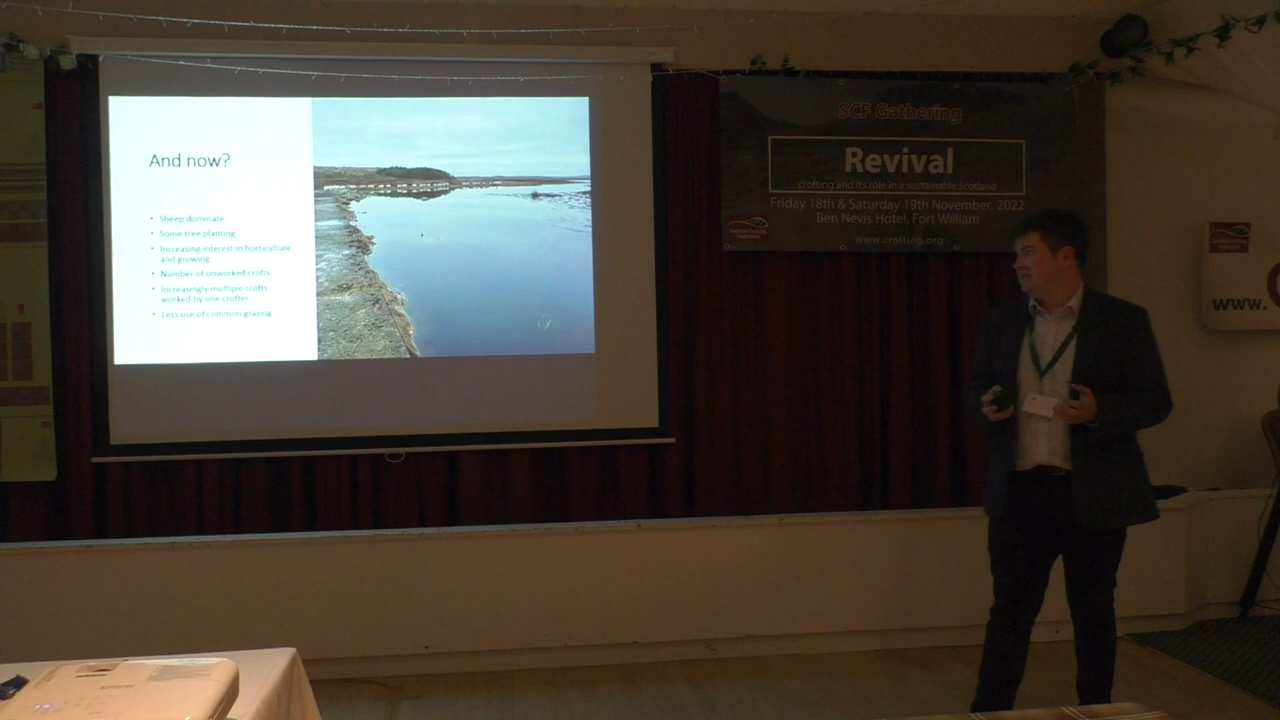 And now?
• Sheep dominate
• Some tree planting
• Increasing interest in horticulture
and growing
• Number of unworked crofts
• Increasingly multiple crofts
worked by one crofter
• Less use of common grazing
SCF Gathering
Revival
crofting and its role in a sustainable Scotland
Friday 18th & Saturday 19th November, 2022
Ben Nevis Hotel, Fort William
www.crofting.org
www.